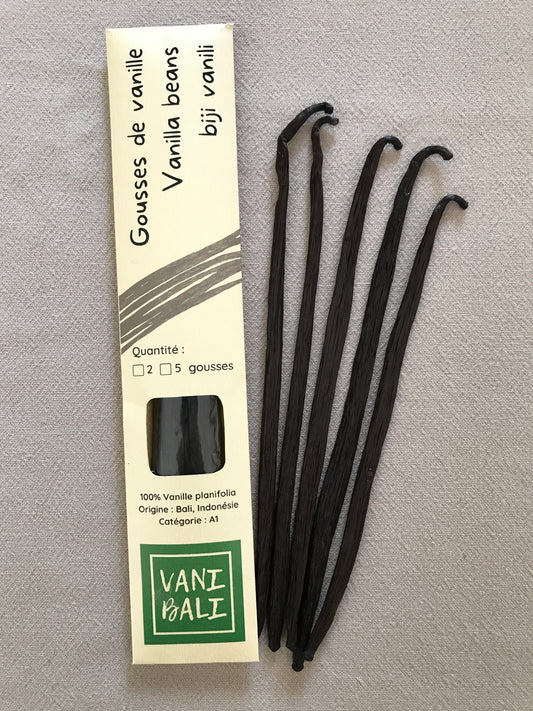 Gousses de vanille
Vanilla beans
biji vanili
Quantité :
2 5 gousses
100% Vanille planifolia
Origine : Bali, Indonésie
Catégorie : A1
VANI
BALI